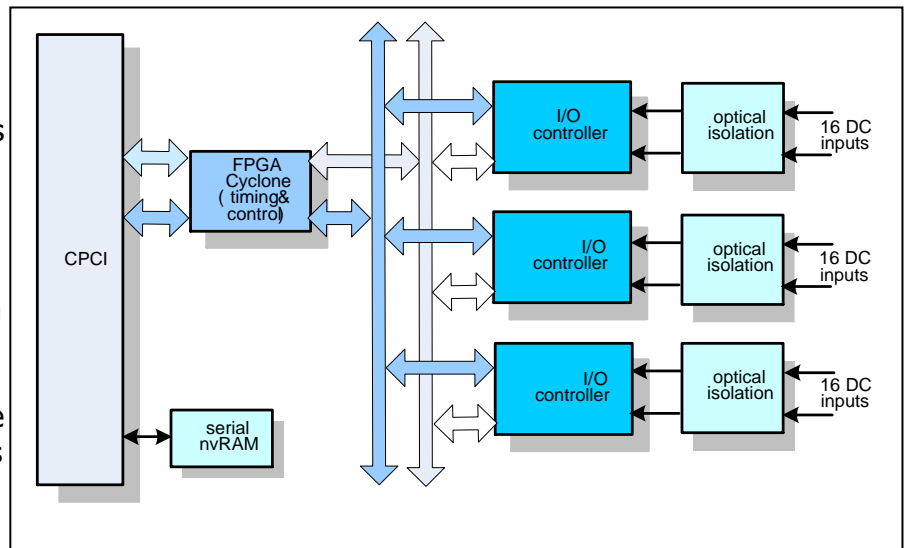 CPCI
FPGA
Cyclone
( timing&
control)
serial
nvRAM
I/O
controller
optical
isolation
16 DC
inputs
I/O
controller
optical
isolation
16 DC
inputs
I/O
controller
optical
isolation
16 DC
inputs